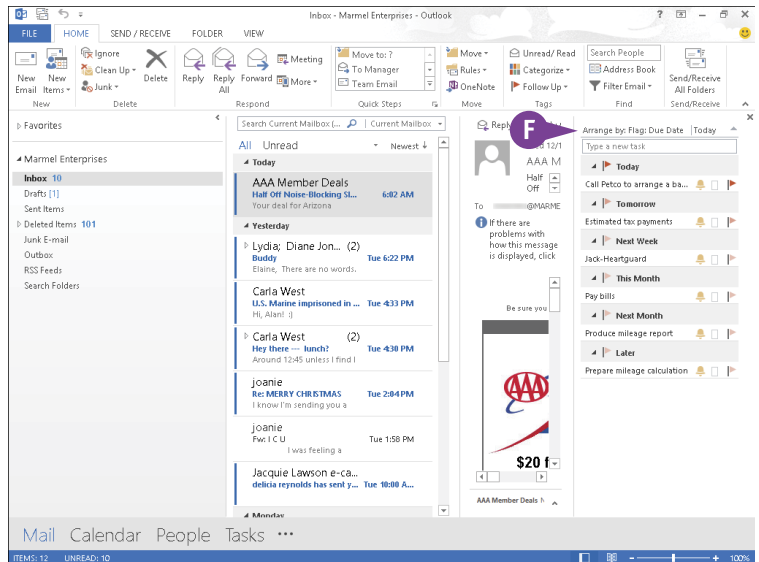 Inbox - Marmel Enterprises - Outlook
FILE HOME SEND / RECEIVE FOLDER VIEW
New Email
New Items
New
Ignore
Clean Up
Junk
Delete
Delete
Reply
Reply All
Forward
Meeting
More
Respond
Move to: ?
To Manager
Team Email
Quick Steps
Move
Rules
OneNote
Move
Unread/ Read
Categorize
Follow Up
Tags
Search People
Address Book
Filter Email
Find
Send/Receive All Folders
Send/Receive
Favorites
Marmel Enterprises
Inbox 10
Drafts [1]
Sent Items
Deleted Items 101
Junk E-mail
Outbox
RSS Feeds
Search Folders
Search Current Mailbox (... Current Mailbox
All Unread Newest ↓
Today
AAA Member Deals
Half Off Noise-Blocking Sl... 6:02 AM
Your deal for Arizona
Yesterday
Lydia; Diane Jon... (2)
Buddy Tue 6:22 PM
Elaine, There are no words.
Carla West
U.S. Marine imprisoned in ... Tue 4:33 PM
Hi, Alan! :)
Carla West (2)
Hey there --- lunch? Tue 4:30 PM
Around 12:45 unless I find I
joanie
Re: MERRY CHRISTMAS Tue 2:04 PM
I know I'm sending you a
joanie
Fw: I C U Tue 1:58 PM
I was feeling a
Jacquie Lawson e-ca...
delicia reynolds has sent y... Tue 10:00 A...
Monday
Reply
12/1
AAA M
Half
Off
To @MARME
If there are
problems with
how this message
is displayed, click
Be sure you
AAA
$20 f
AAA Member Deals
F
Arrange by: Flag: Due Date Today
Type a new task
Today
Call Petco to arrange a ba...
Tomorrow
Estimated tax payments
Next Week
Jack-Heartguard
This Month
Pay bills
Next Month
Produce mileage report
Later
Prepare mileage calculation
Mail Calendar People Tasks ···
ITEMS: 12 UNREAD: 10 100%